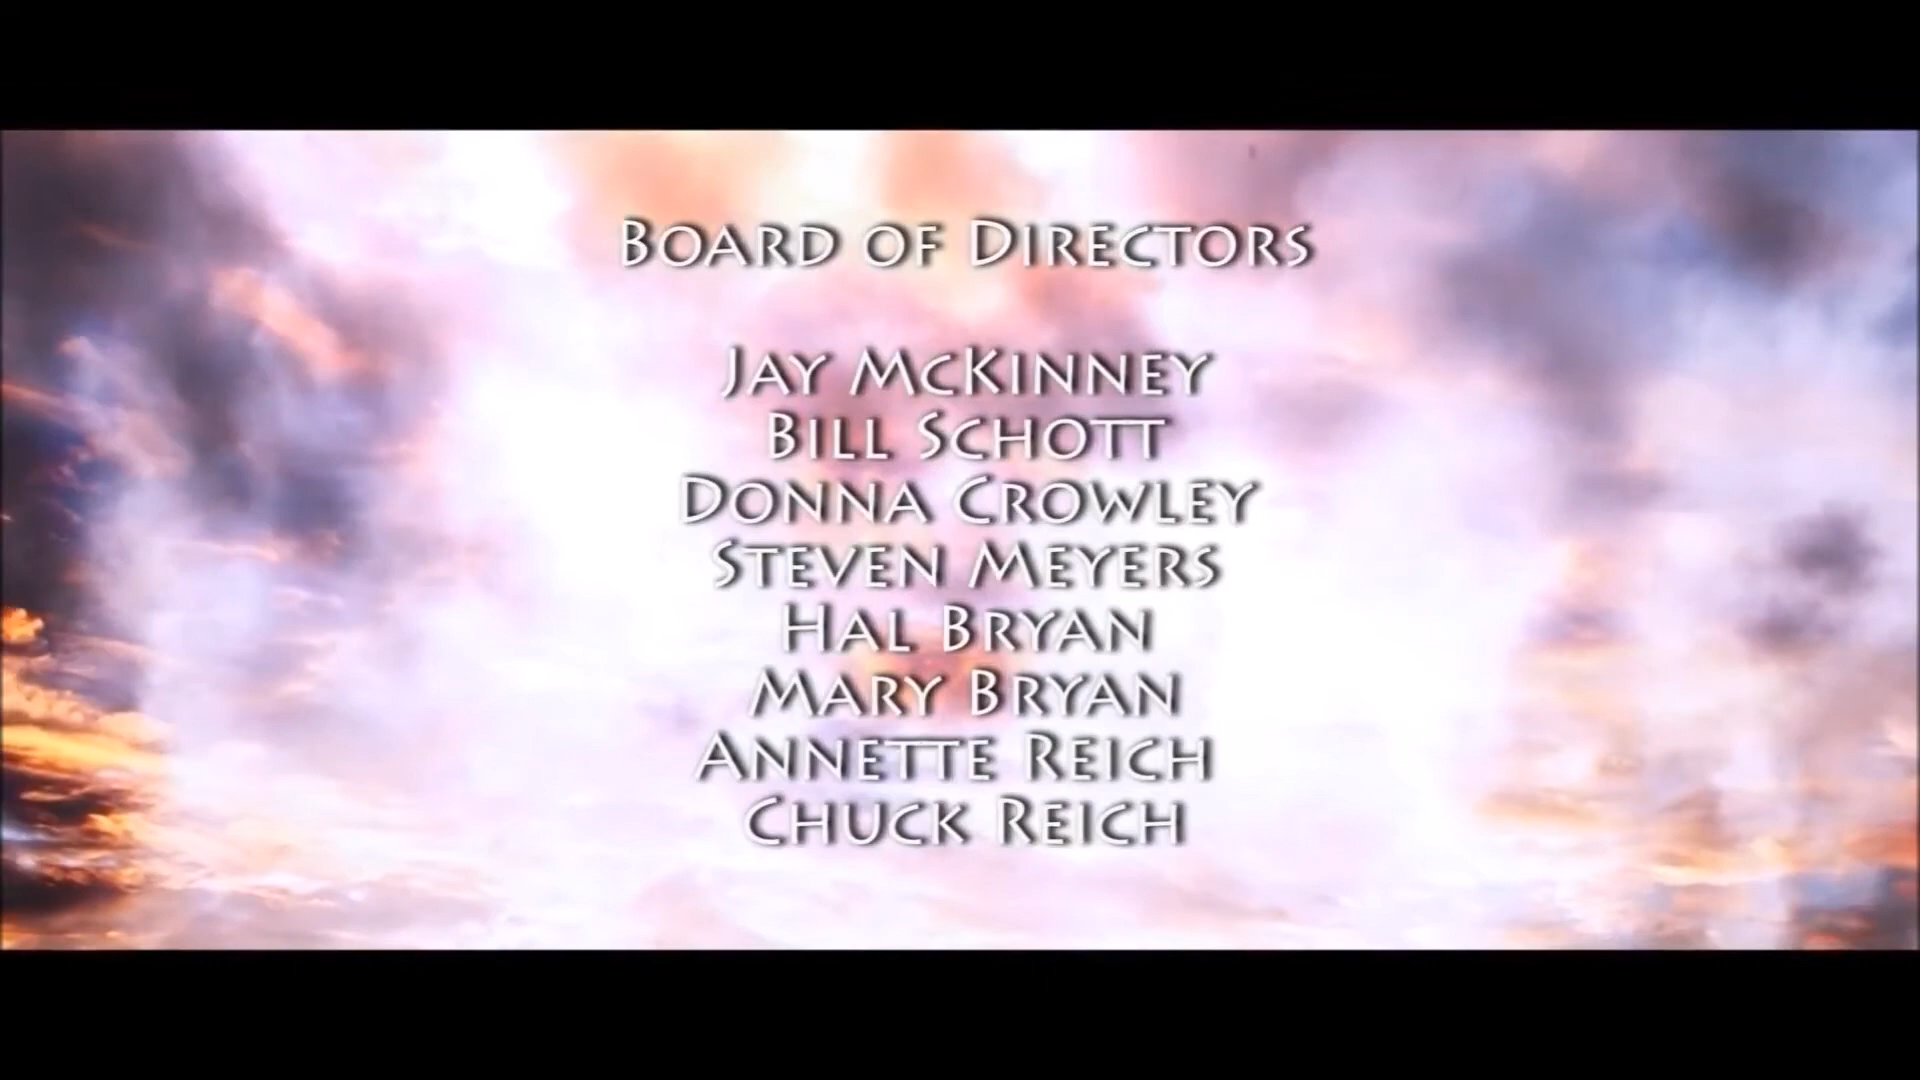 Board of Directors
Jay McKinney
Bill Schott
Donna Crowley
Steven Meyers
Hal Bryan
Mary Bryan
Annette Reich
Chuck Reich